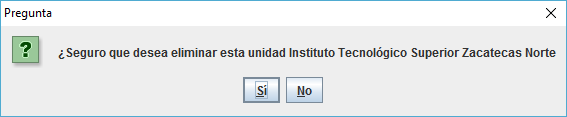 Pregunta
¿Seguro que desea eliminar esta unidad Instituto Tecnológico Superior Zacatecas Norte
Sí No